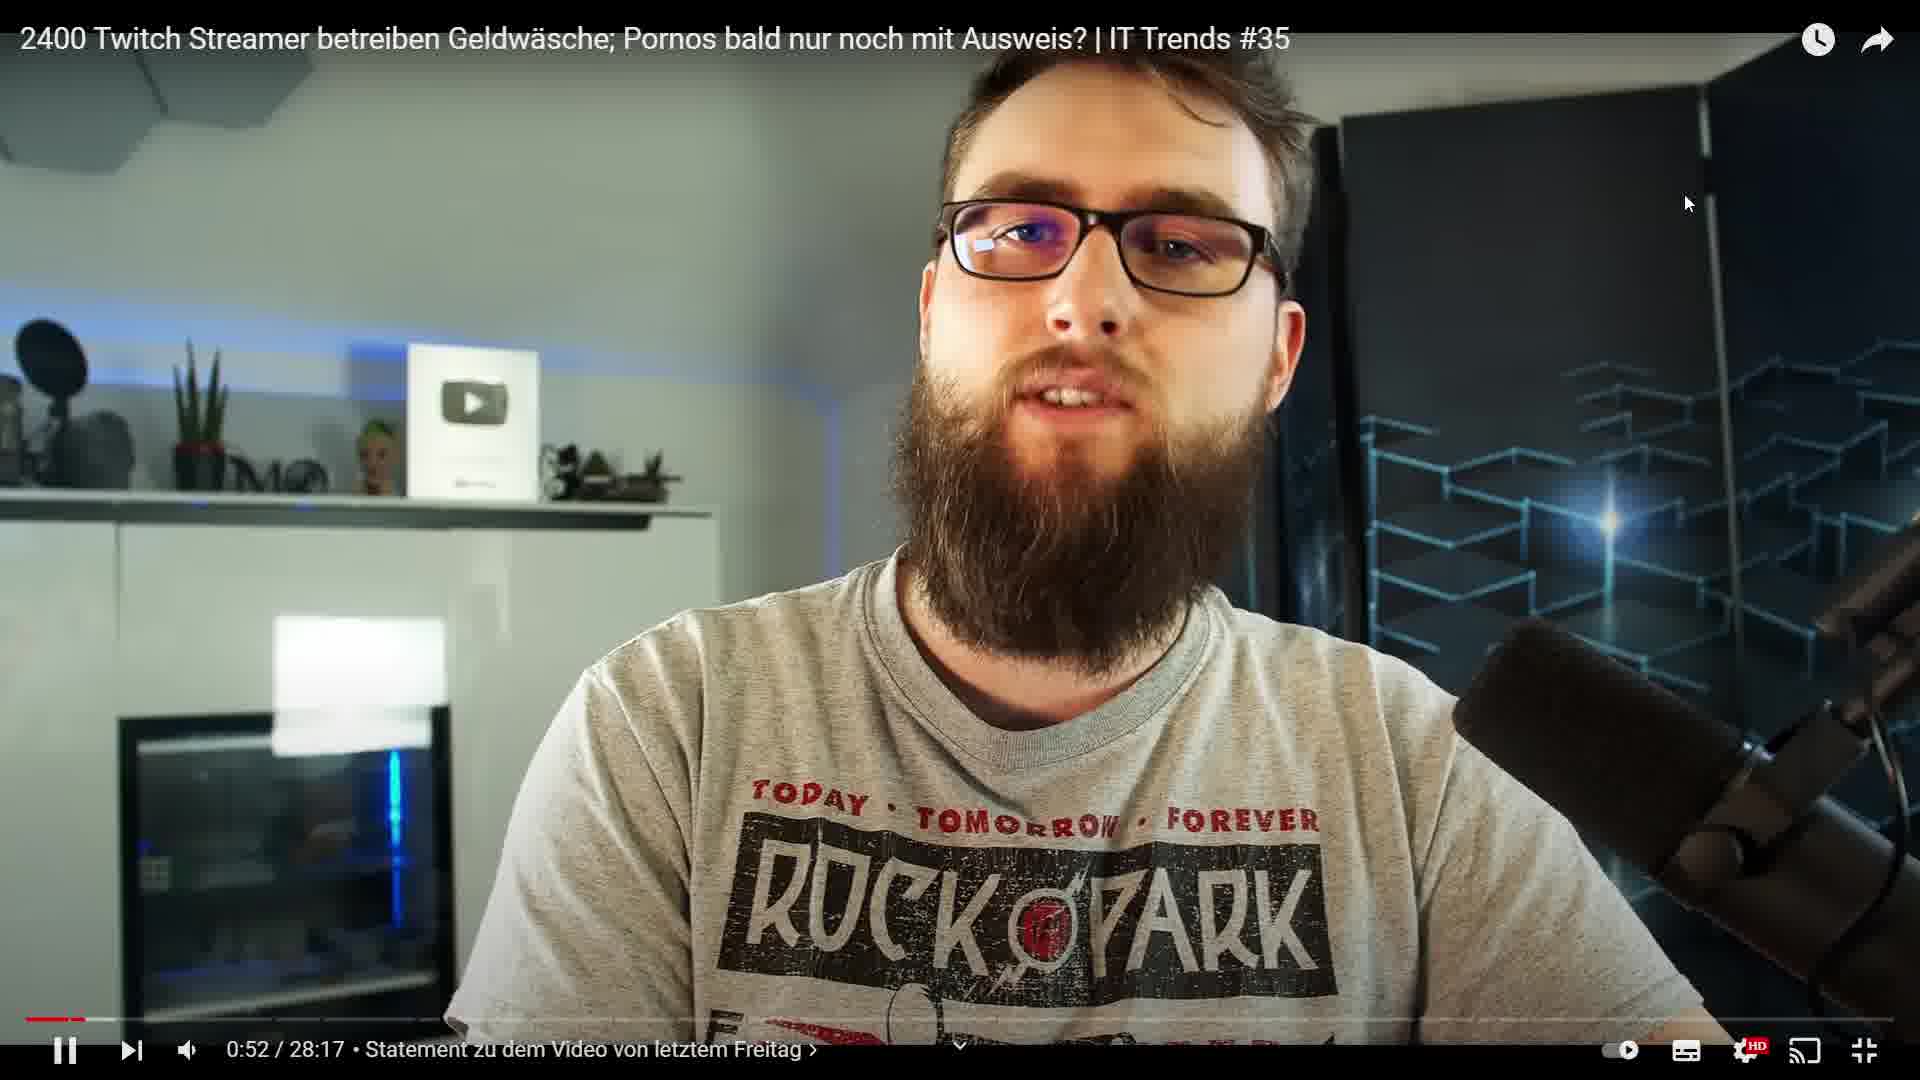 2400 Twitch Streamer betreiben Geldwäsche; Pornos bald nur noch mit Ausweis? | IT Trends #35
TODAY · TOMORROW · FOREVER
ROCK PARK
0:52 / 28:17 • Statement zu dem Video von letztem Freitag
HD